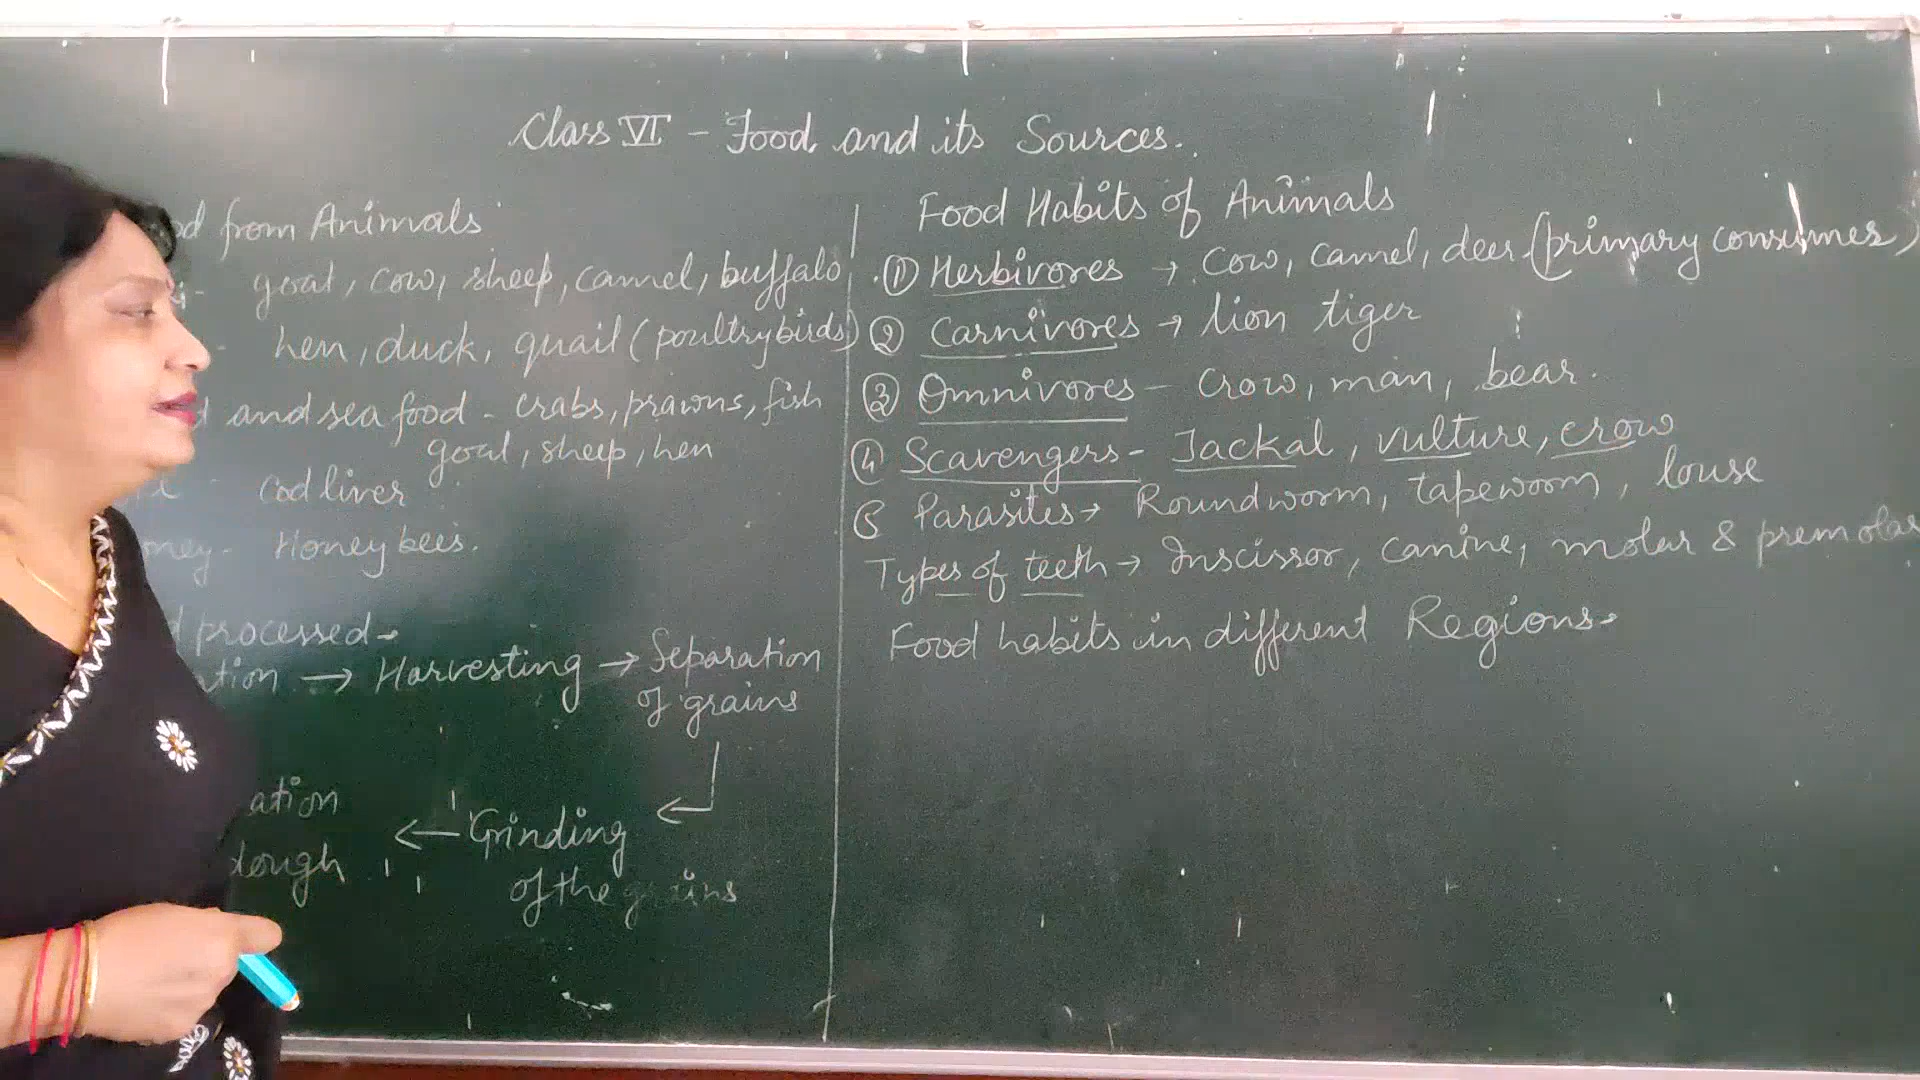 Class VI - Food and its Sources.
from Animals
goat, cow, sheep, camel, buffalo
hen, duck, quail (poultry birds)
and sea food - crabs, prawns, fish
goat, sheep, hen
Cod liver
Honey bees.
processed →
→ Harvesting → Separation
of grains
← Grinding
dough
of the grains
Food Habits of Animals
① Herbivores → Cow, camel, deer (primary consumes)
② Carnivores → lion tiger
③ Omnivores - Crow, man, bear.
④ Scavengers - Jackal, vulture, crow
5 Parasites → Roundworm, tapeworm, louse
Types of teeth → Inscissor, canine, molar & premolar
Food habits in different Regions.